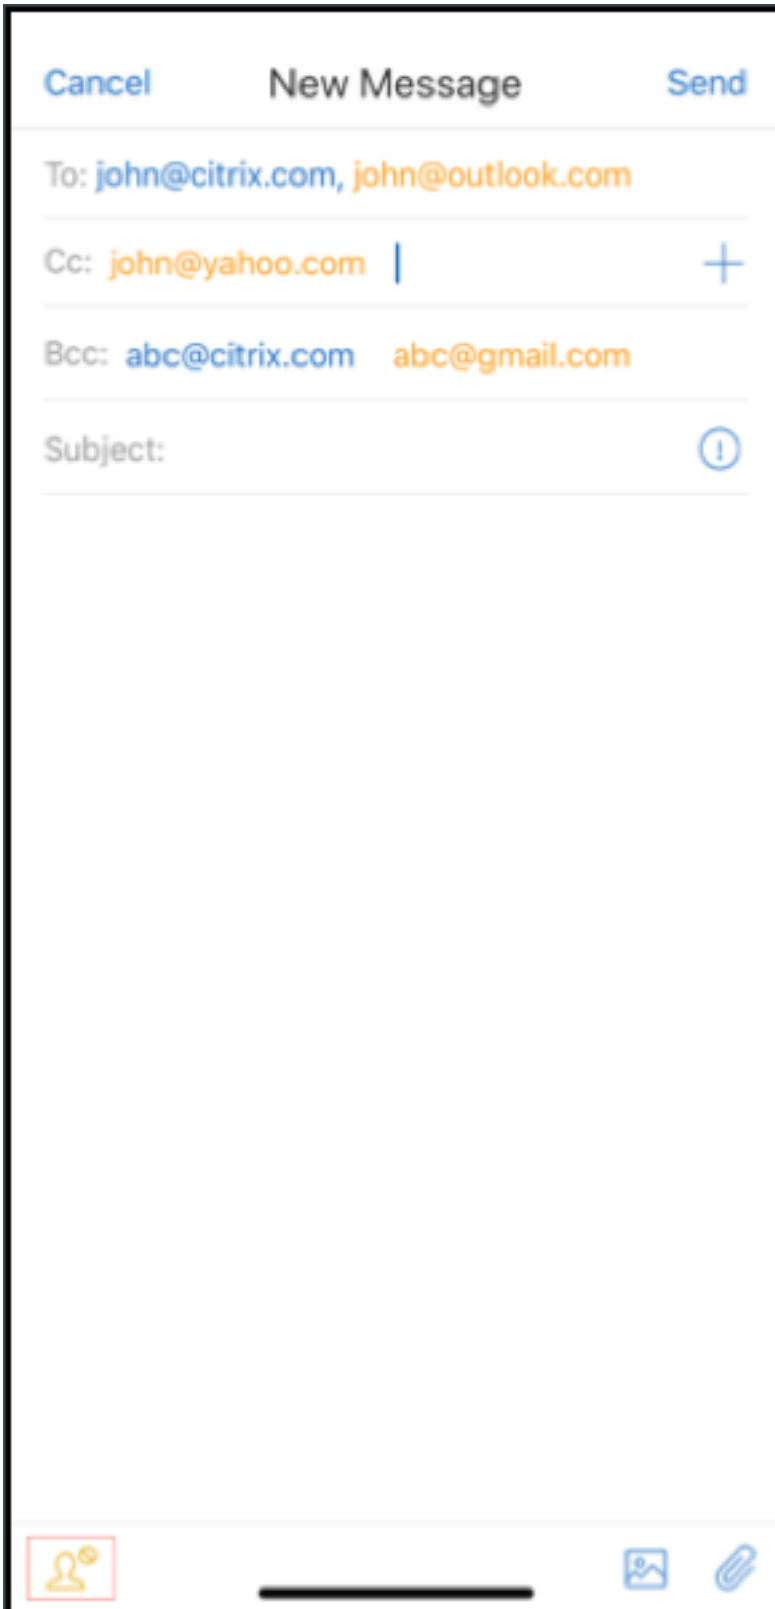 Cancel New Message Send
To: john@citrix.com, john@outlook.com
Cc: john@yahoo.com
Bcc: abc@citrix.com abc@gmail.com
Subject: